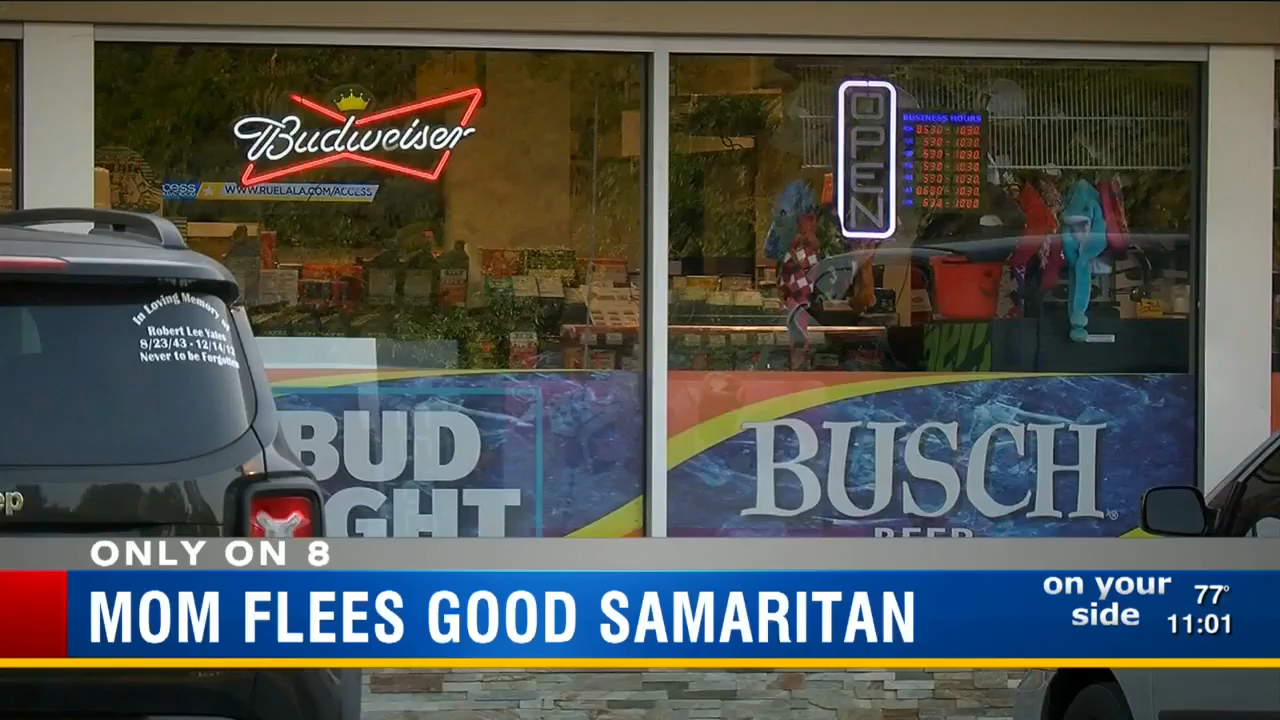 Budweiser
WWW.RUELALA.COM/ACCESS
OPEN
BUSINESS HOURS
In Loving Memory
Robert Lee Yates
8/23/43 - 12/14/12
Never to be Forgotten
BUD
BUSCH
BEER
ONLY ON 8
MOM FLEES GOOD SAMARITAN
on your
side
77°
11:01